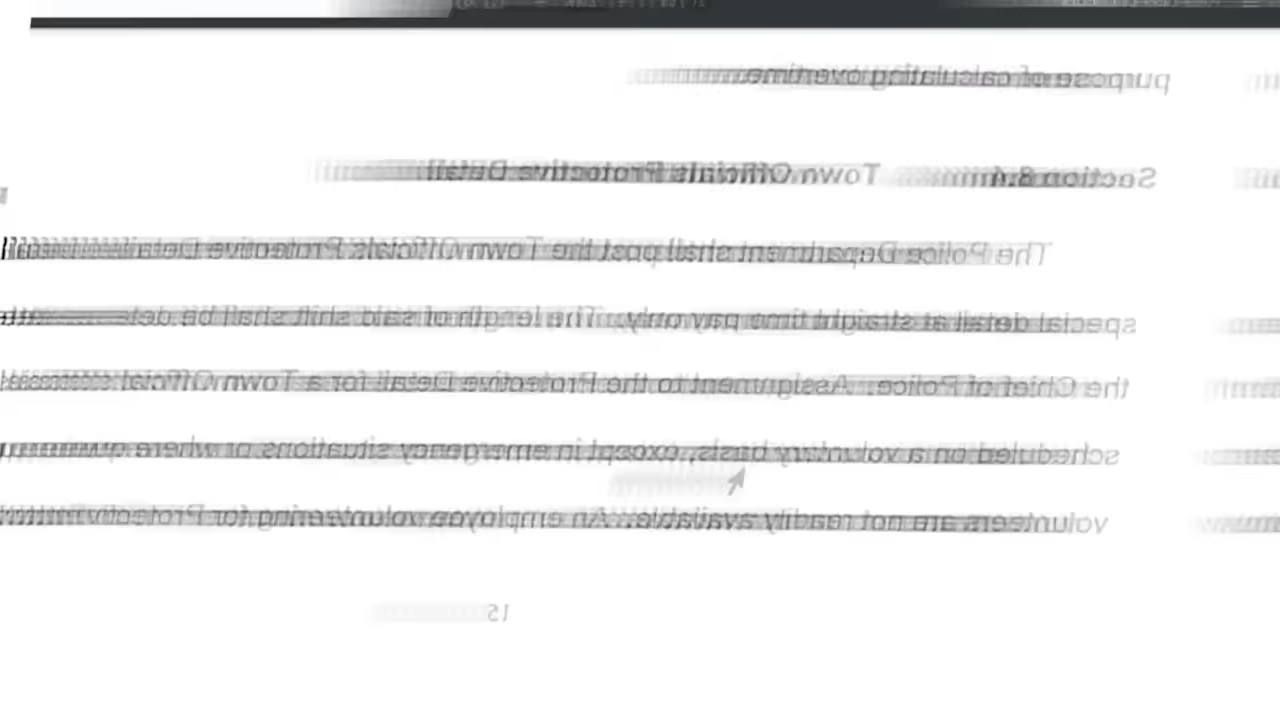 purpose of calculating overtime.
Section 8.4 Town Officials Protective Detail
The Police Department shall post the Town Officials Protective Details
special detail at straight time pay only. The length of said shift shall be
the Chief of Police. Assignment to the Protective Detail for a Town Official
scheduled on a voluntary basis, except in emergency situations or where
volunteers are not readily available. An employee volunteering for
15